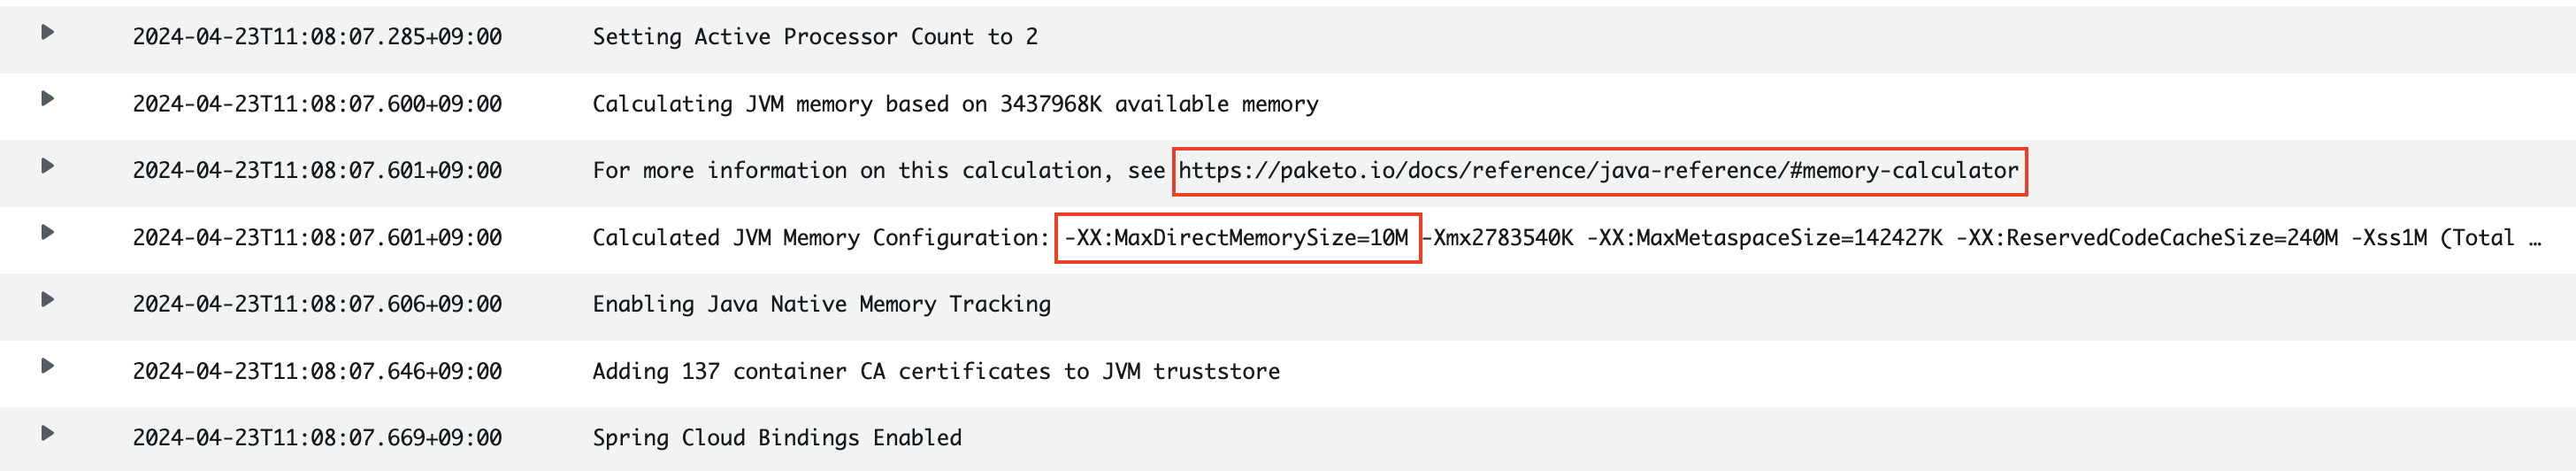 2024-04-23T11:08:07.285+09:00 Setting Active Processor Count to 2
2024-04-23T11:08:07.600+09:00 Calculating JVM memory based on 3437968K available memory
2024-04-23T11:08:07.601+09:00 For more information on this calculation, see https://paketo.io/docs/reference/java-reference/#memory-calculator
2024-04-23T11:08:07.601+09:00 Calculated JVM Memory Configuration: -XX:MaxDirectMemorySize=10M -Xmx2783540K -XX:MaxMetaspaceSize=142427K -XX:ReservedCodeCacheSize=240M -Xss1M (Total …
2024-04-23T11:08:07.606+09:00 Enabling Java Native Memory Tracking
2024-04-23T11:08:07.646+09:00 Adding 137 container CA certificates to JVM truststore
2024-04-23T11:08:07.669+09:00 Spring Cloud Bindings Enabled